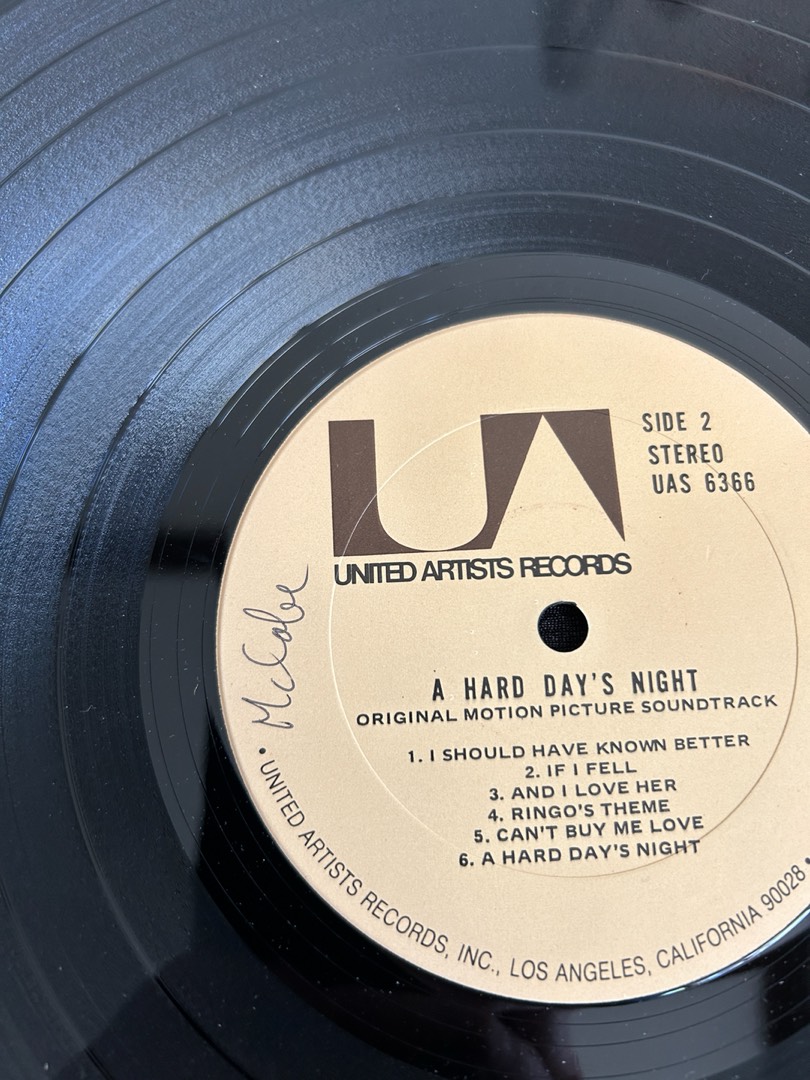 UA
SIDE 2
STEREO
UAS 6366
UNITED ARTISTS RECORDS
McCabe
A HARD DAY'S NIGHT
ORIGINAL MOTION PICTURE SOUNDTRACK
1. I SHOULD HAVE KNOWN BETTER
2. IF I FELL
3. AND I LOVE HER
4. RINGO'S THEME
5. CAN'T BUY ME LOVE
6. A HARD DAY'S NIGHT
• UNITED ARTISTS RECORDS, INC., LOS ANGELES, CALIFORNIA 90028 •